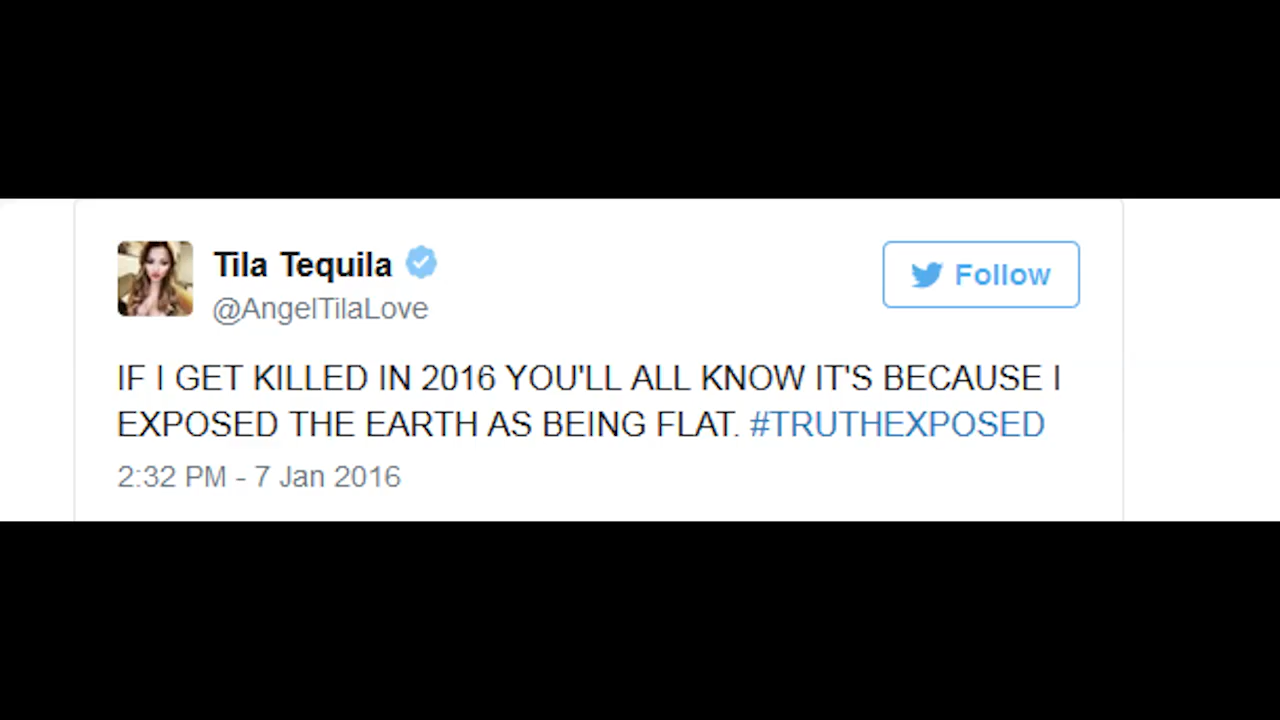 Tila Tequila
Follow
@AngelTilaLove
IF I GET KILLED IN 2016 YOU'LL ALL KNOW IT'S BECAUSE I
EXPOSED THE EARTH AS BEING FLAT. #TRUTHEXPOSED
2:32 PM - 7 Jan 2016